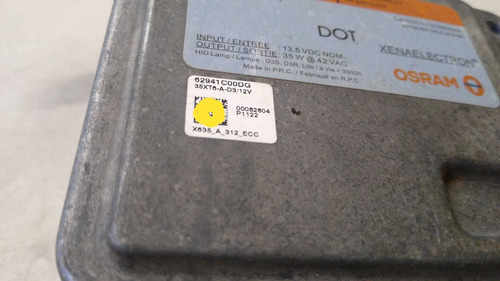 DOT
XENAELECTRON
INPUT / ENTREE : 13.5 VDC NOM.
OUTPUT / SORTIE : 35 W @ 42 VAC
HID Lamp / Lampe : D3S, D3R, Life / à Vie = 3000h
Made in P.R.C. / Fabriqué en R.P.C.
OSRAM
62941C00DG
35XT6-A-D3/12V
00082604
P1122
X635_A_312_ECC